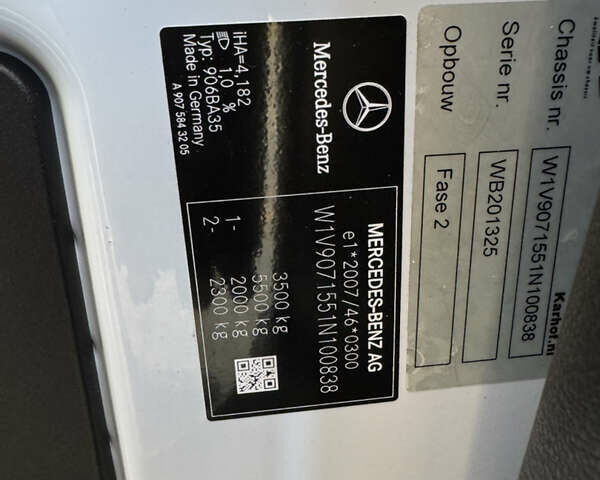 Karhof.nl
Chassis nr. W1V9071551N100838
Serie nr. WB201325
Opbouw Fase 2
Mercedes-Benz
MERCEDES-BENZ AG
e1*2007/46*0300
W1V9071551N100838
3500 kg
5500 kg
1- 2000 kg
2- 2300 kg
iHA=4,182
1,0 %
Typ: 906BA35
Made in Germany
A 907 584 32 05